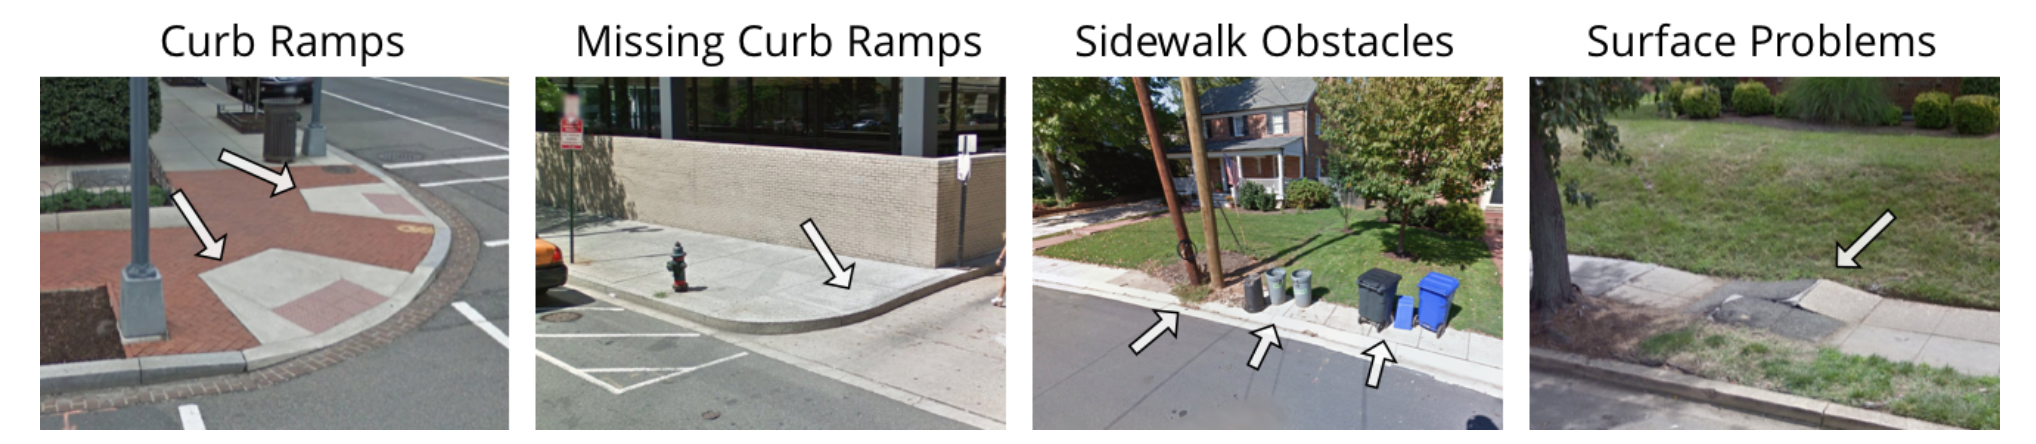 Curb Ramps
Missing Curb Ramps
Sidewalk Obstacles
Surface Problems